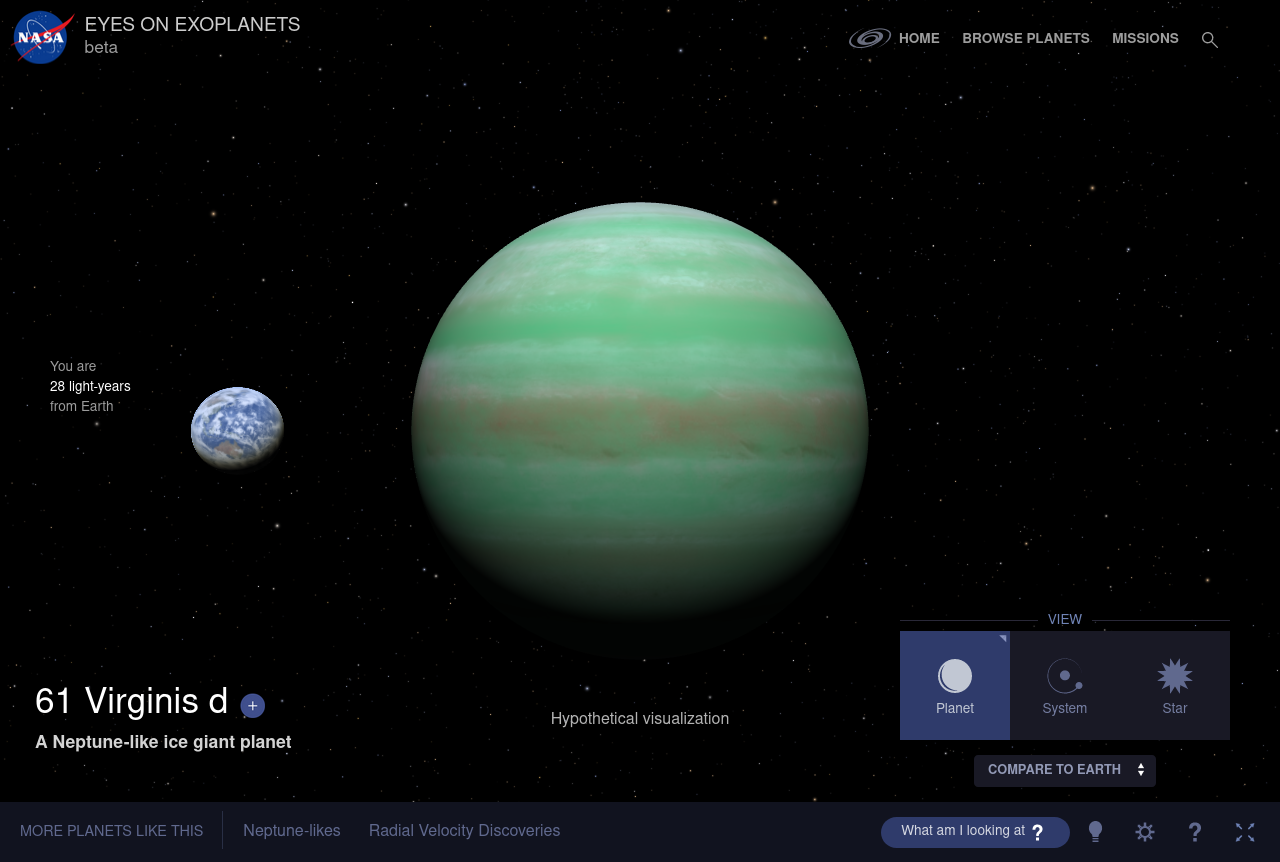 NASA
EYES ON EXOPLANETS
beta
HOME
BROWSE PLANETS
MISSIONS
You are
28 light-years
from Earth
61 Virginis d +
A Neptune-like ice giant planet
Hypothetical visualization
VIEW
Planet
System
Star
COMPARE TO EARTH
MORE PLANETS LIKE THIS
Neptune-likes
Radial Velocity Discoveries
What am I looking at ?
?